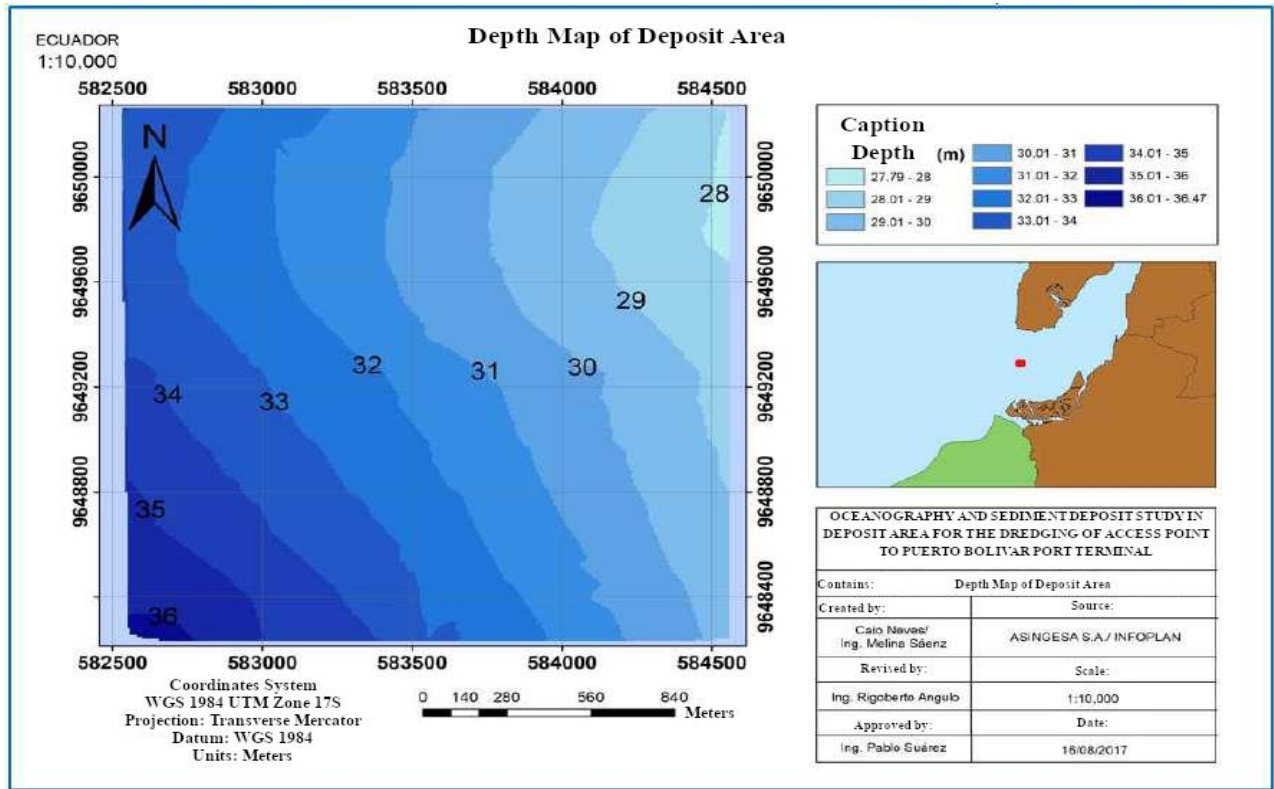 ECUADOR
1:10,000
Depth Map of Deposit Area
582500 583000 583500 584000 584500
N
9650000
9649600
9649200
9648800
9648400
9650000
9649600
9649200
9648800
9648400
28
29
30
31
32
33
34
35
36
582500 583000 583500 584000 584500
Coordinates System
WGS 1984 UTM Zone 17S
Projection: Transverse Mercator
Datum: WGS 1984
Units: Meters
0 140 280 560 840
Meters
Caption
Depth (m)
27.79 - 28
28.01 - 29
29.01 - 30
30.01 - 31
31.01 - 32
32.01 - 33
33.01 - 34
34.01 - 35
35.01 - 36
36.01 - 36.47
OCEANOGRAPHY AND SEDIMENT DEPOSIT STUDY IN
DEPOSIT AREA FOR THE DREDGING OF ACCESS POINT
TO PUERTO BOLIVAR PORT TERMINAL
Contains: Depth Map of Deposit Area
Created by: Source:
Caio Neves/
Ing. Melina Sáenz
ASINGESA S.A./ INFOPLAN
Revised by: Scale:
Ing. Rigoberto Angulo 1:10,000
Approved by: Date:
Ing. Pablo Suárez 16/08/2017